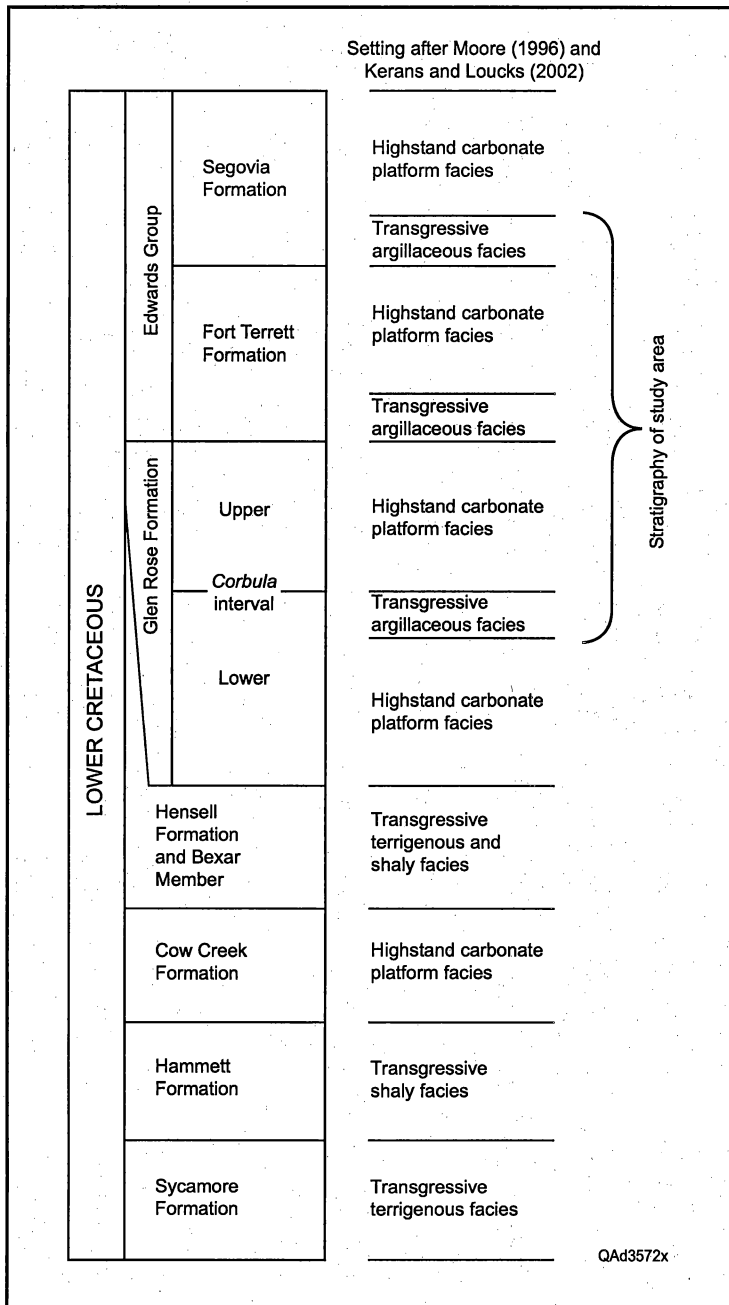 Setting after Moore (1996) and
Kerans and Loucks (2002)
LOWER CRETACEOUS
Edwards Group
Segovia
Formation
Highstand carbonate
platform facies
Transgressive
argillaceous facies
Fort Terrett
Formation
Highstand carbonate
platform facies
Transgressive
argillaceous facies
Stratigraphy of study area
Glen Rose Formation
Upper
Highstand carbonate
platform facies
Corbula
interval
Transgressive
argillaceous facies
Lower
Highstand carbonate
platform facies
Hensell
Formation
and Bexar
Member
Transgressive
terrigenous and
shaly facies
Cow Creek
Formation
Highstand carbonate
platform facies
Hammett
Formation
Transgressive
shaly facies
Sycamore
Formation
Transgressive
terrigenous facies
QAd3572x